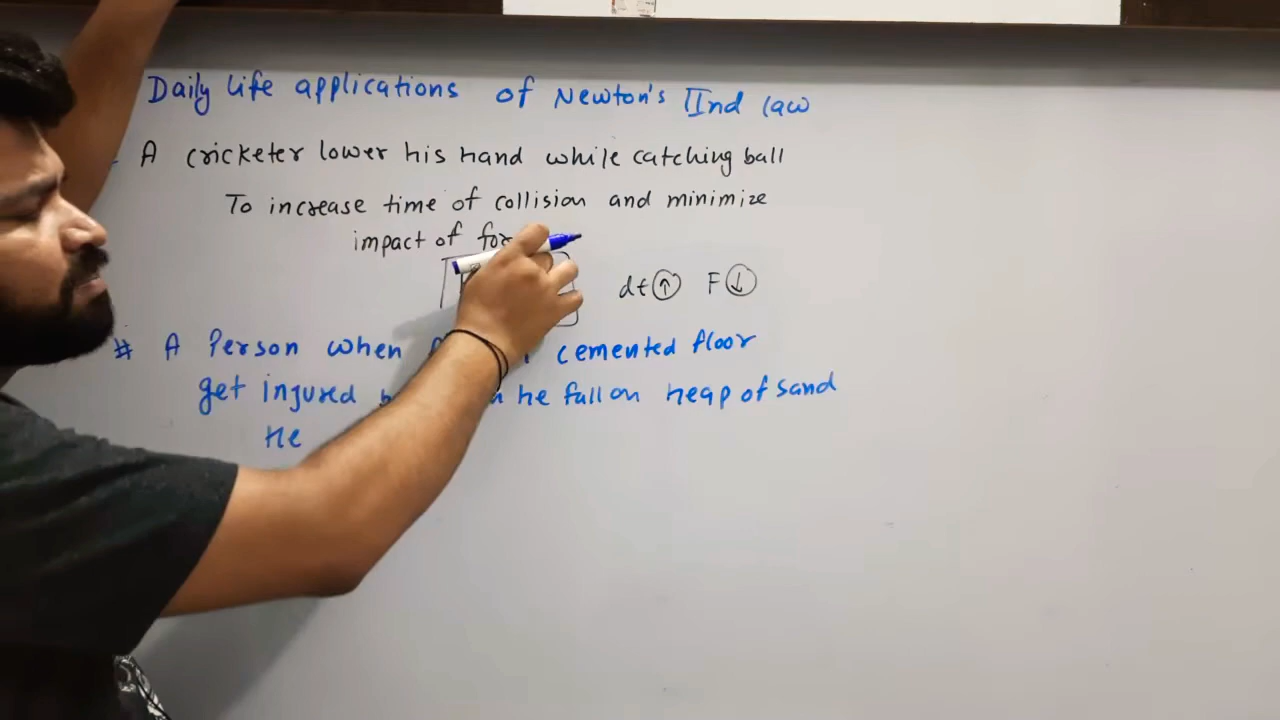 Daily life applications of Newton's IInd law
A cricketer lower his hand while catching ball
To increase time of collision and minimize
impact of
dt ↑ F ↓
# A Person when cemented floor
get injured he fall on heap of sand
He